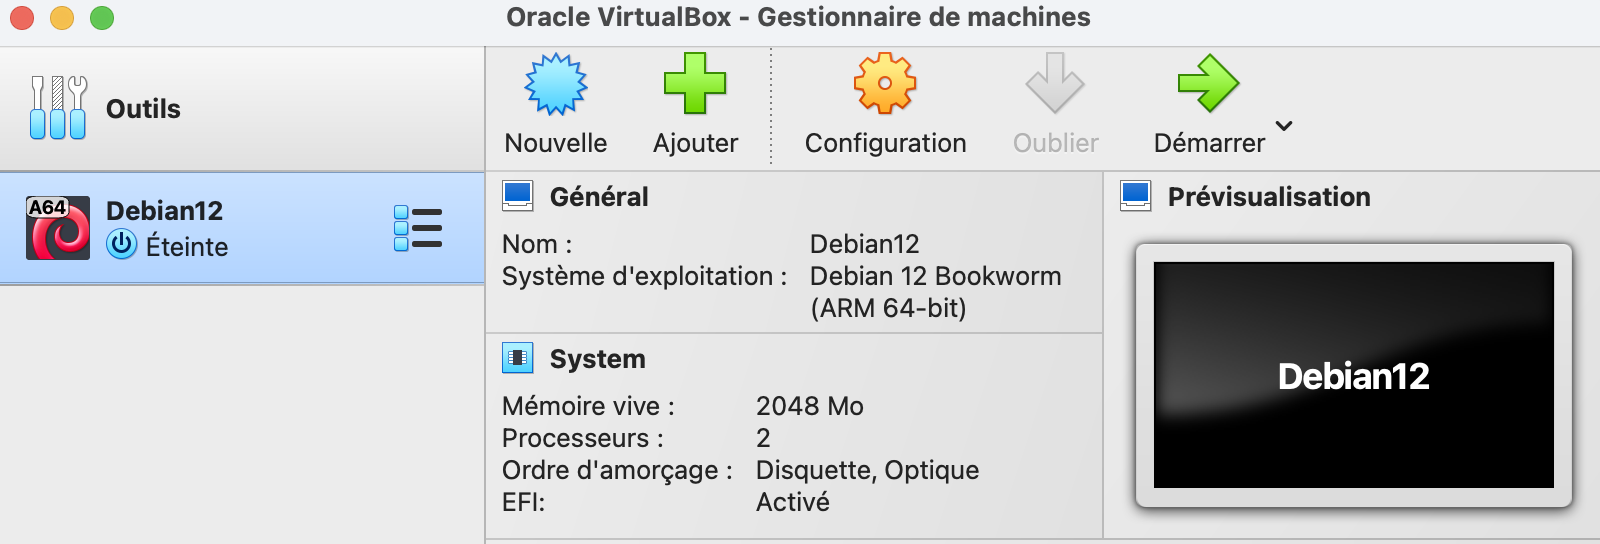 Oracle VirtualBox - Gestionnaire de machines
Outils
Nouvelle
Ajouter
Configuration
Oublier
Démarrer
A64
Debian12
Éteinte
Général
Nom : Debian12
Système d'exploitation : Debian 12 Bookworm
(ARM 64-bit)
System
Mémoire vive : 2048 Mo
Processeurs : 2
Ordre d'amorçage : Disquette, Optique
EFI: Activé
Prévisualisation
Debian12